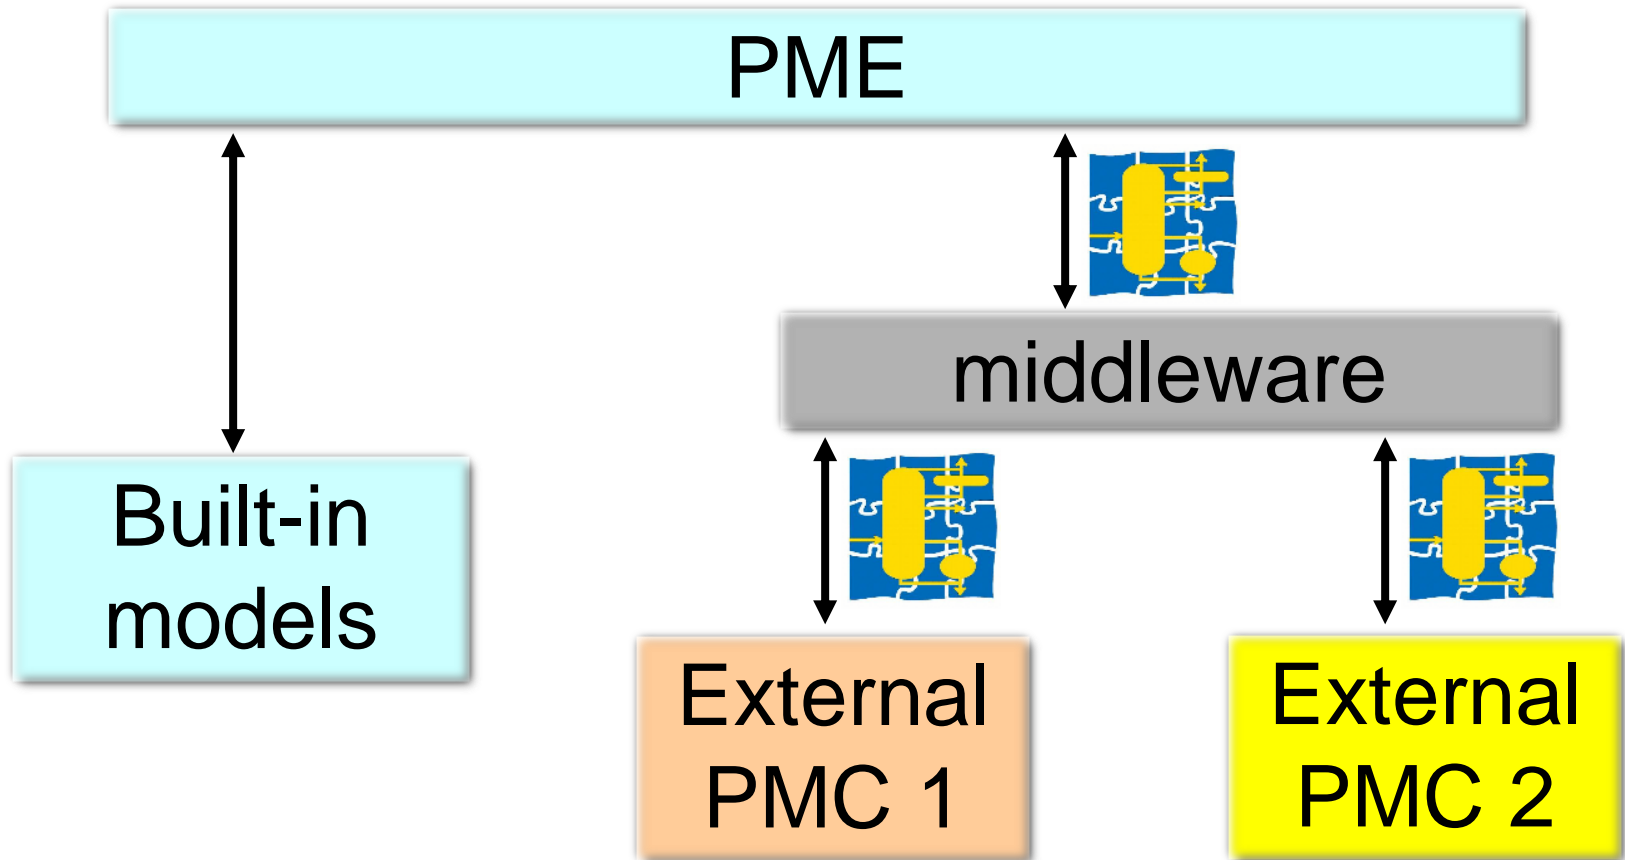 PME
middleware
Built-in
models
External
PMC 1
External
PMC 2